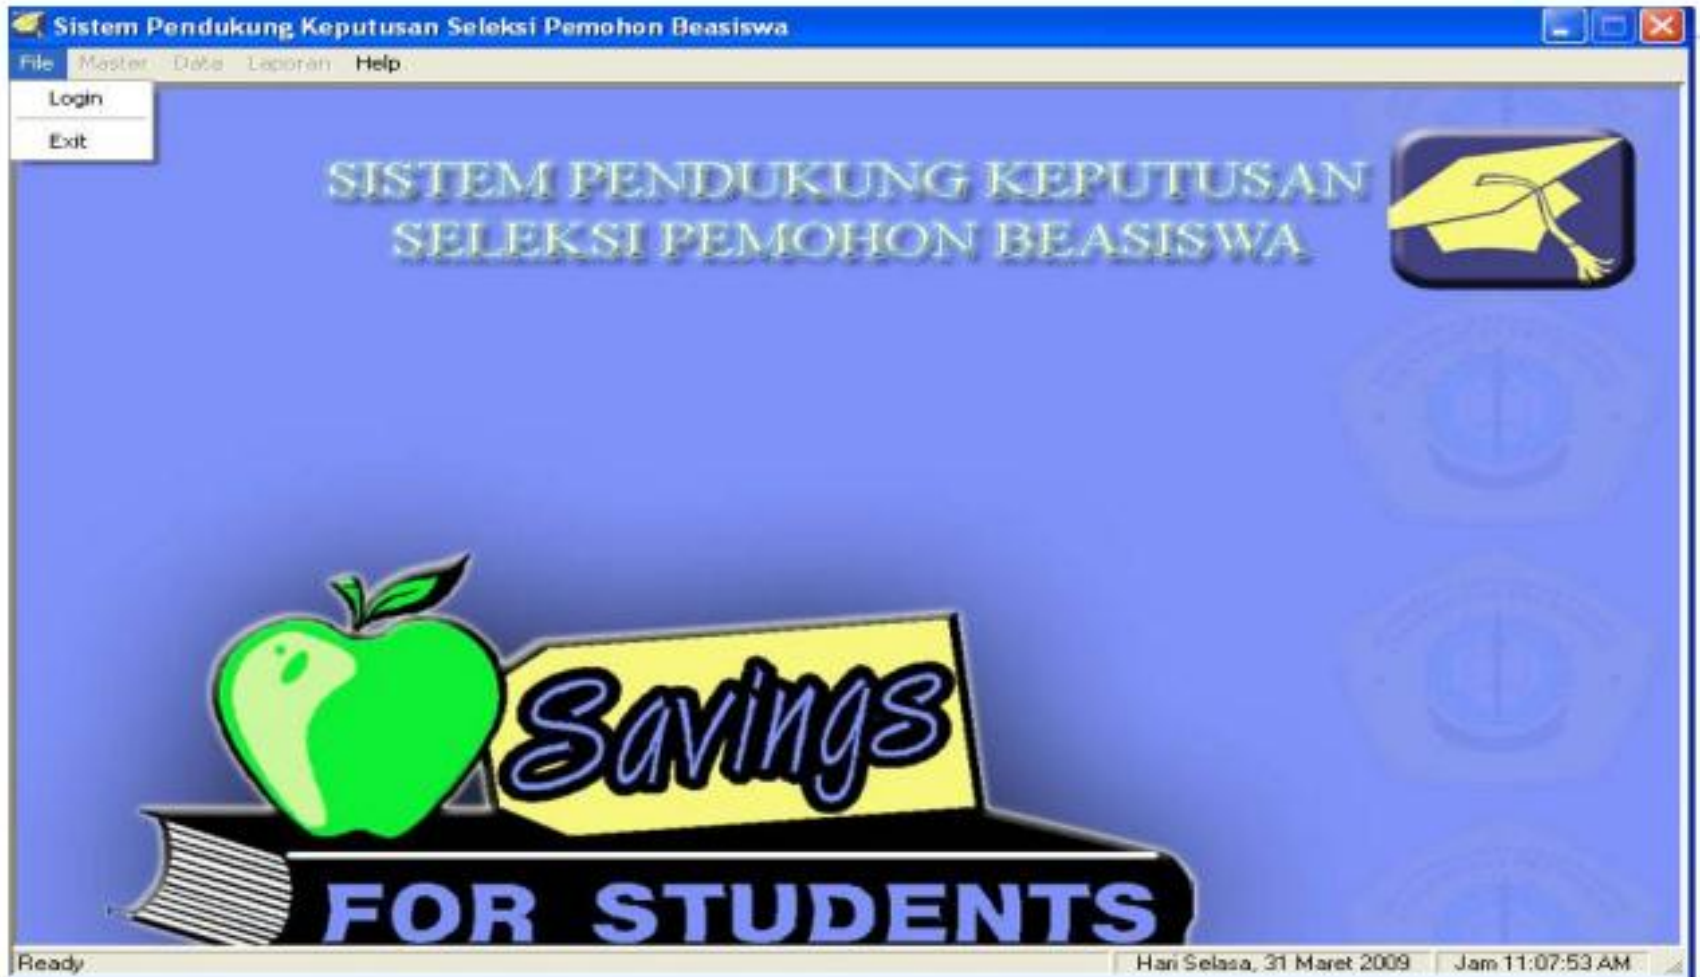 Sistem Pendukung Keputusan Seleksi Pemohon Beasiswa
File Master Data Laporan Help
Login
Exit
SISTEM PENDUKUNG KEPUTUSAN
SELEKSI PEMOHON BEASISWA
Savings
FOR STUDENTS
Ready Hari Selasa, 31 Maret 2009 Jam 11:07:53 AM